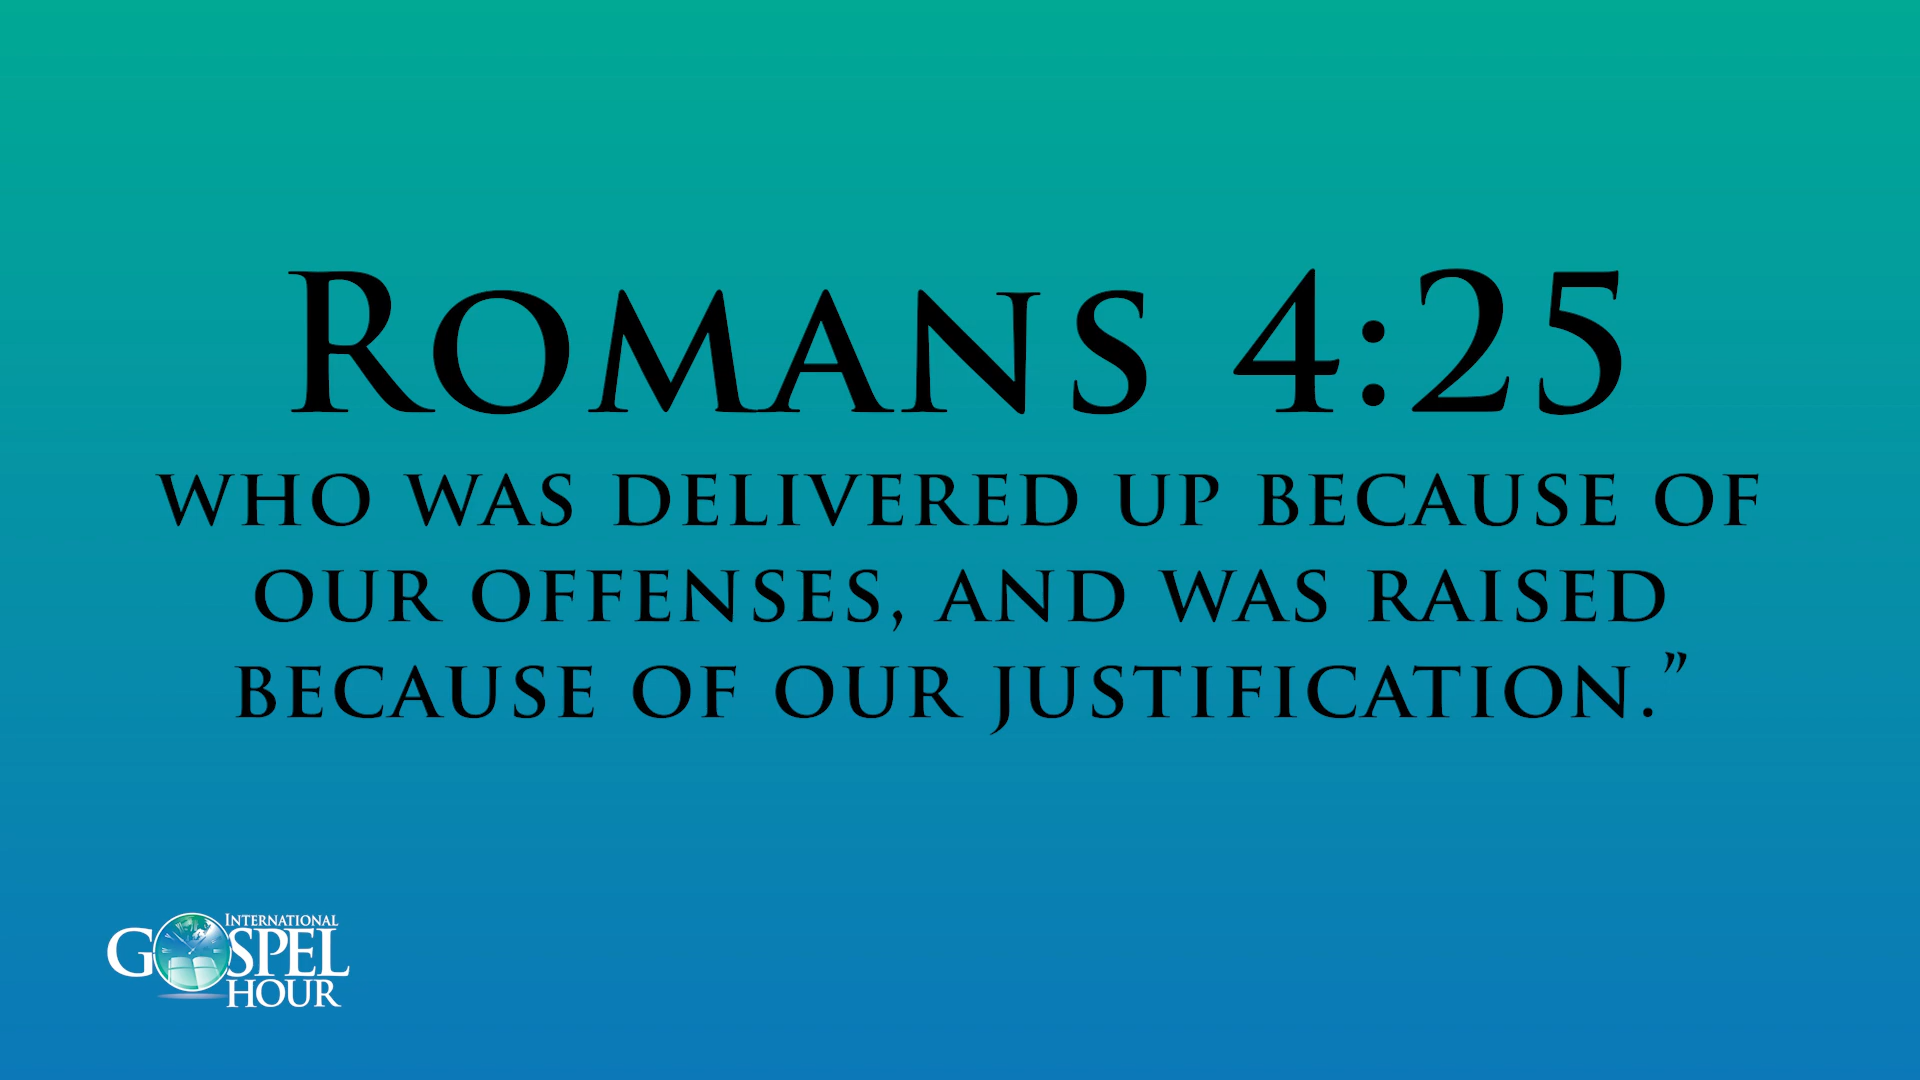 Romans 4:25
who was delivered up because of
our offenses, and was raised
because of our justification.”
International
Gospel
Hour